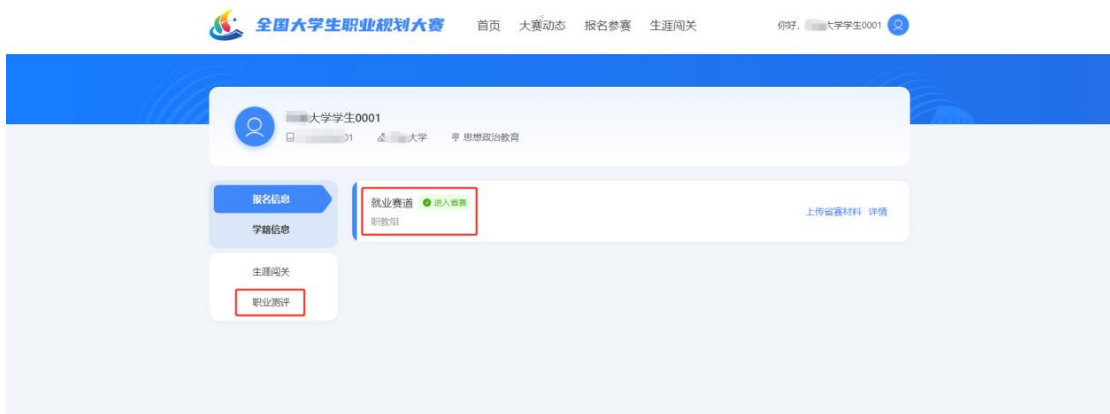 全国大学生职业规划大赛 首页 大赛动态 报名参赛 生涯闯关 你好, 大学学生0001
大学学生0001
01 大学 思想政治教育
报名信息
就业赛道 进入省赛
职教组
上传省赛材料 详情
学籍信息
生涯闯关
职业测评